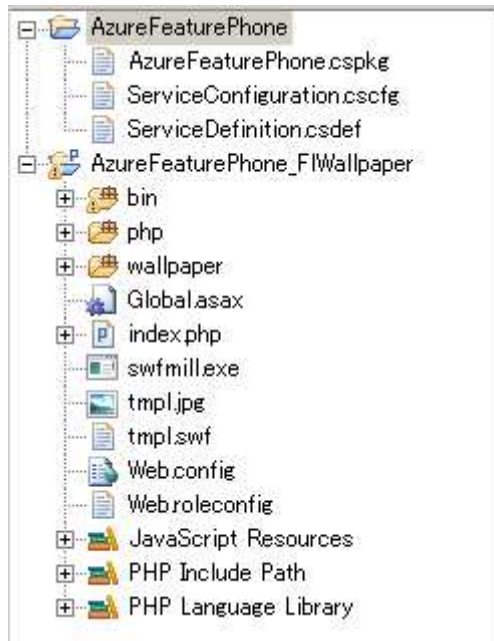 AzureFeaturePhone
AzureFeaturePhone.cspkg
ServiceConfiguration.cscfg
ServiceDefinition.csdef
AzureFeaturePhone_FlWallpaper
bin
php
wallpaper
Global.asax
index.php
swfmill.exe
tmpl.jpg
tmpl.swf
Web.config
Web.roleconfig
JavaScript Resources
PHP Include Path
PHP Language Library